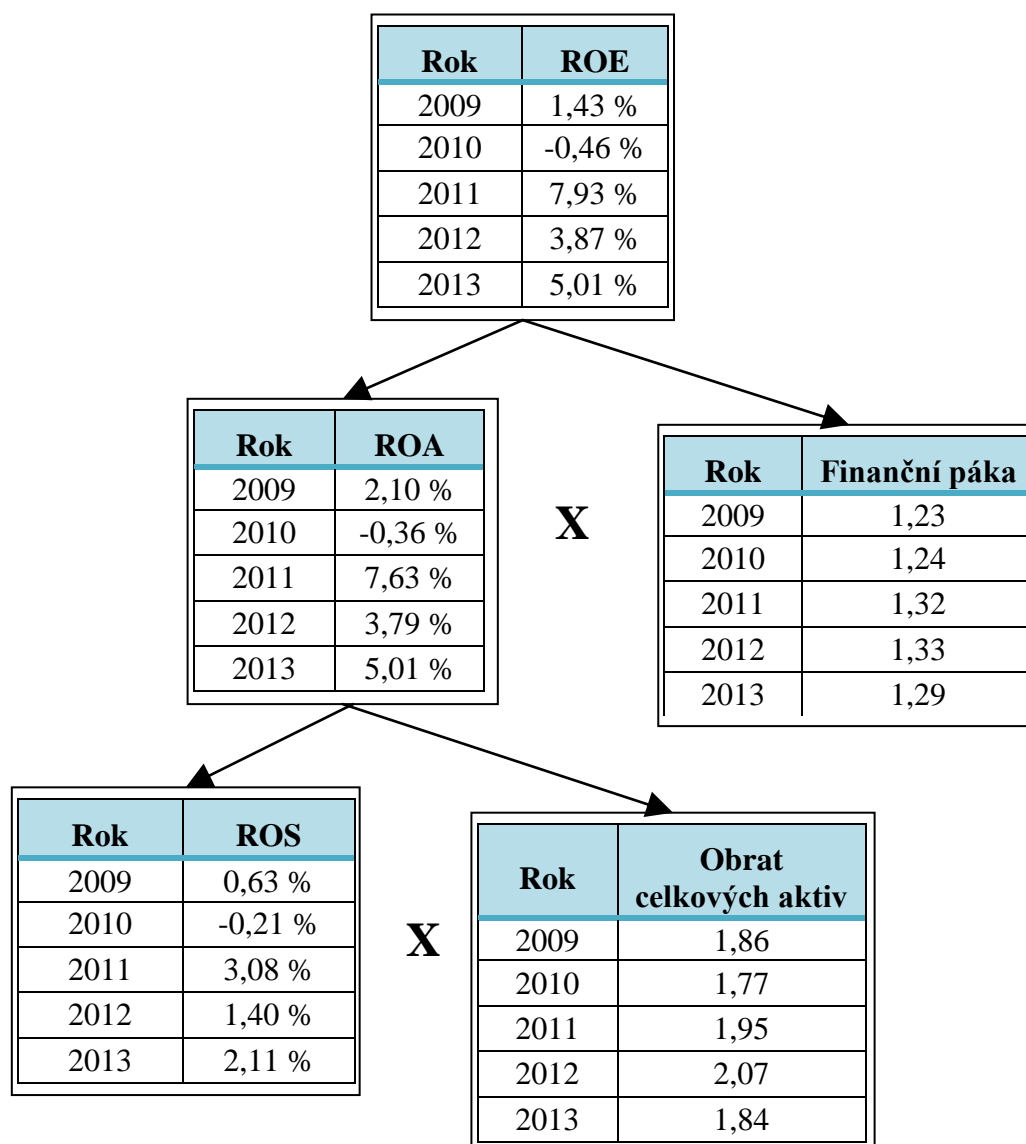 Rok ROE
2009 1,43 %
2010 -0,46 %
2011 7,93 %
2012 3,87 %
2013 5,01 %
Rok ROA
2009 2,10 %
2010 -0,36 %
2011 7,63 %
2012 3,79 %
2013 5,01 %
X
Rok Finanční páka
2009 1,23
2010 1,24
2011 1,32
2012 1,33
2013 1,29
Rok ROS
2009 0,63 %
2010 -0,21 %
2011 3,08 %
2012 1,40 %
2013 2,11 %
X
Rok Obrat
celkových aktiv
2009 1,86
2010 1,77
2011 1,95
2012 2,07
2013 1,84